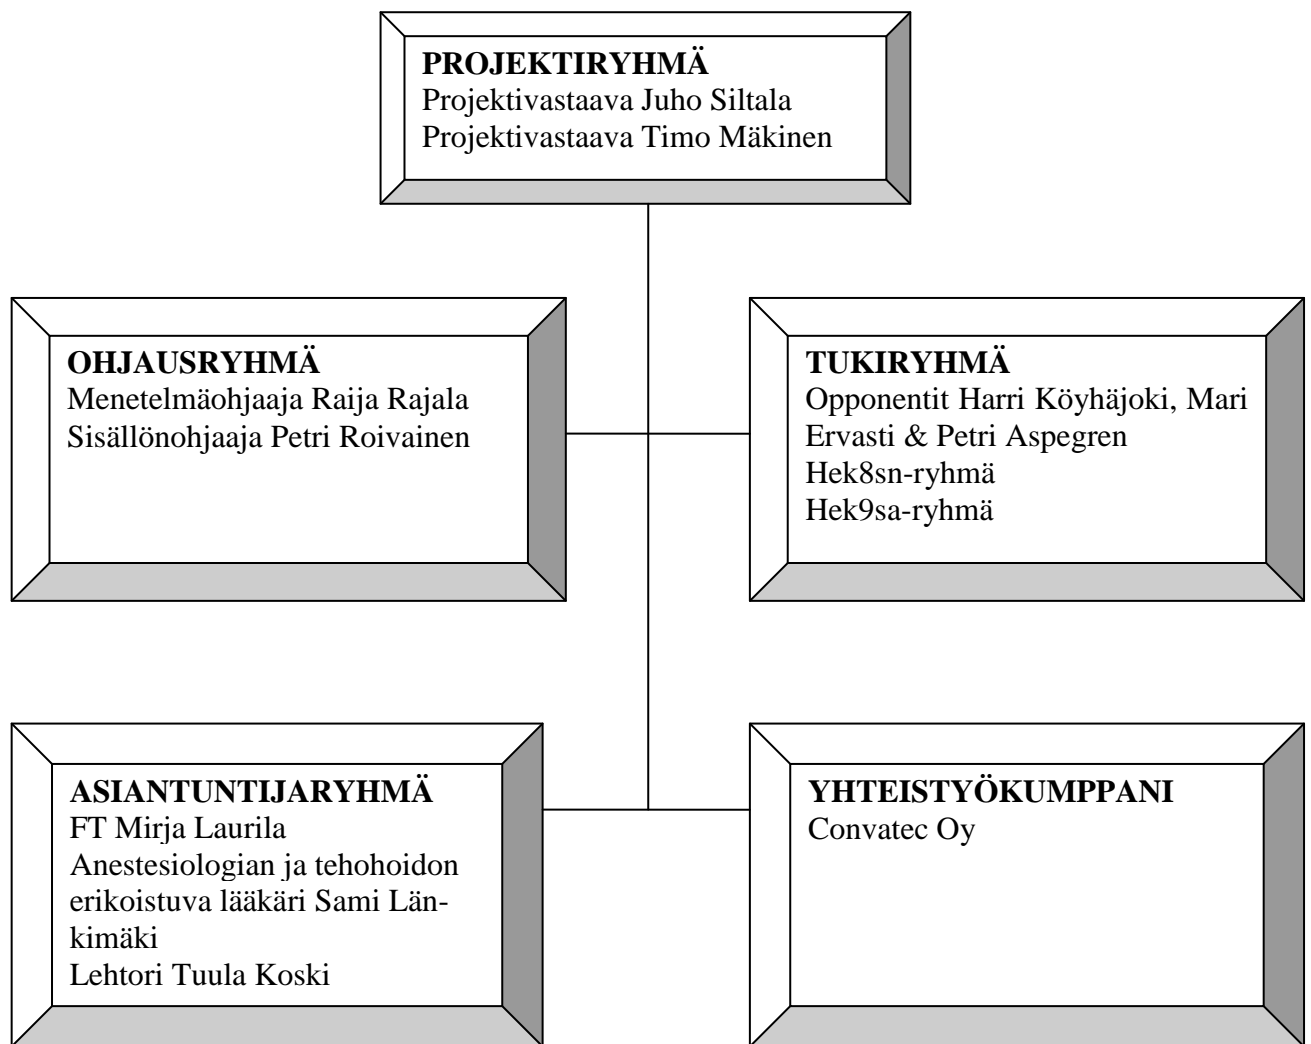 PROJEKTIRYHMÄ
Projektivastaava Juho Siltala
Projektivastaava Timo Mäkinen
OHJAUSRYHMÄ
Menetelmäohjaaja Raija Rajala
Sisällönohjaaja Petri Roivainen
TUKIRYHMÄ
Opponentit Harri Köyhäjoki, Mari
Ervasti & Petri Aspegren
Hek8sn-ryhmä
Hek9sa-ryhmä
ASIANTUNTIJARYHMÄ
FT Mirja Laurila
Anestesiologian ja tehohoidon
erikoistuva lääkäri Sami Län-
kimäki
Lehtori Tuula Koski
YHTEISTYÖKUMPPANI
Convatec Oy